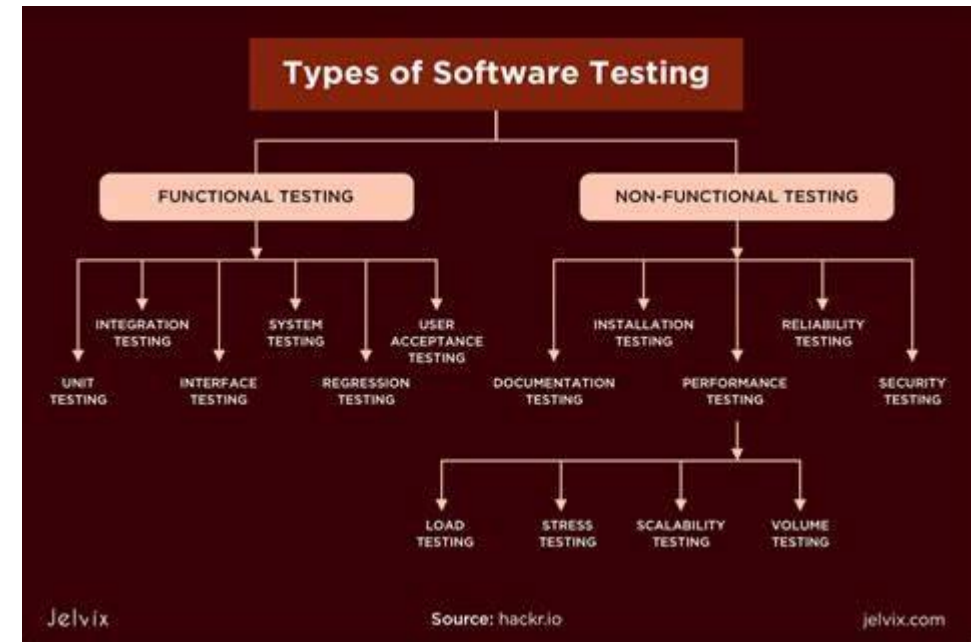 Types of Software Testing
FUNCTIONAL TESTING
NON-FUNCTIONAL TESTING
INTEGRATION
TESTING
SYSTEM
TESTING
USER
ACCEPTANCE
TESTING
INSTALLATION
TESTING
RELIABILITY
TESTING
UNIT
TESTING
INTERFACE
TESTING
REGRESSION
TESTING
DOCUMENTATION
TESTING
PERFORMANCE
TESTING
SECURITY
TESTING
LOAD
TESTING
STRESS
TESTING
SCALABILITY
TESTING
VOLUME
TESTING
Jelvix
Source: hackr.io
jelvix.com